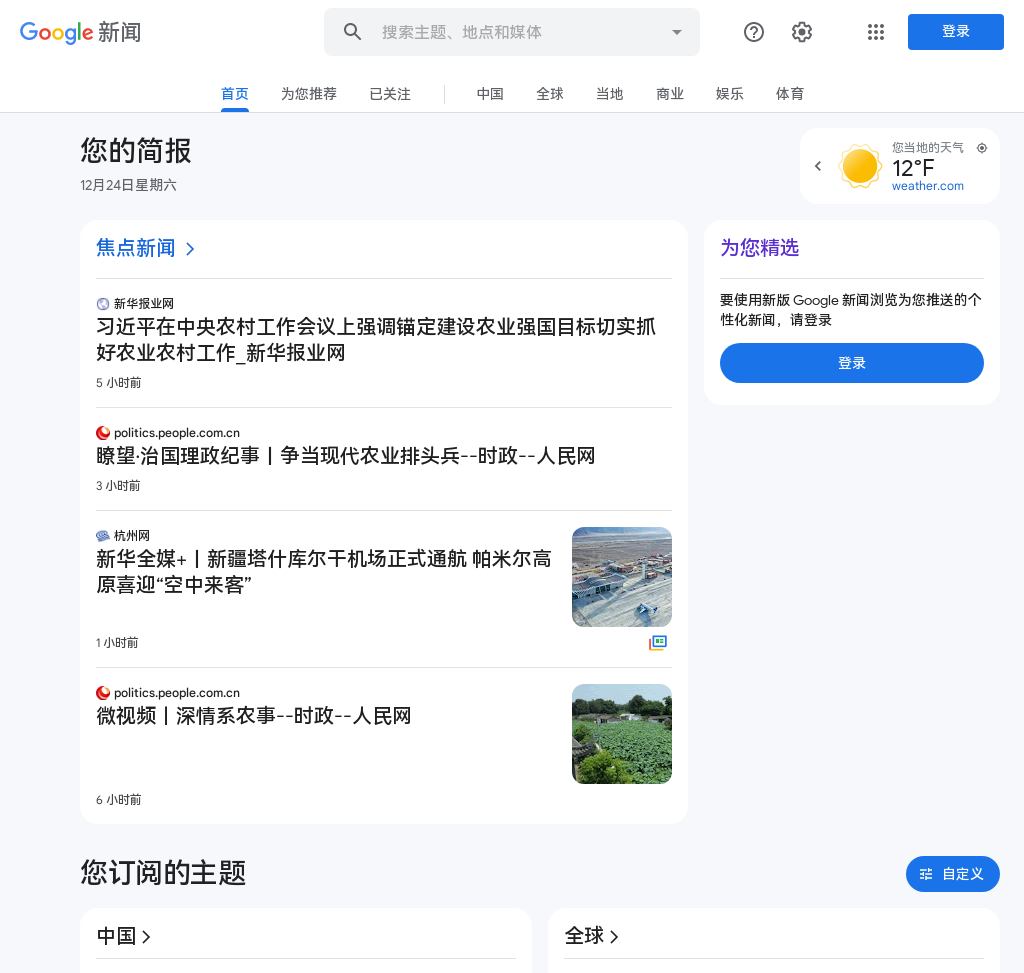 Google 新闻
搜索主题、地点和媒体
登录
首页 为您推荐 已关注 中国 全球 当地 商业 娱乐 体育
您的简报
12月24日星期六
您当地的天气
12°F
weather.com
焦点新闻
新华报业网
习近平在中央农村工作会议上强调锚定建设农业强国目标切实抓
好农业农村工作_新华报业网
5 小时前
politics.people.com.cn
瞭望·治国理政纪事丨争当现代农业排头兵--时政--人民网
3 小时前
杭州网
新华全媒+丨新疆塔什库尔干机场正式通航 帕米尔高
原喜迎“空中来客”
1 小时前
politics.people.com.cn
微视频丨深情系农事--时政--人民网
6 小时前
为您精选
要使用新版 Google 新闻浏览为您推送的个
性化新闻，请登录
登录
您订阅的主题
自定义
中国
全球